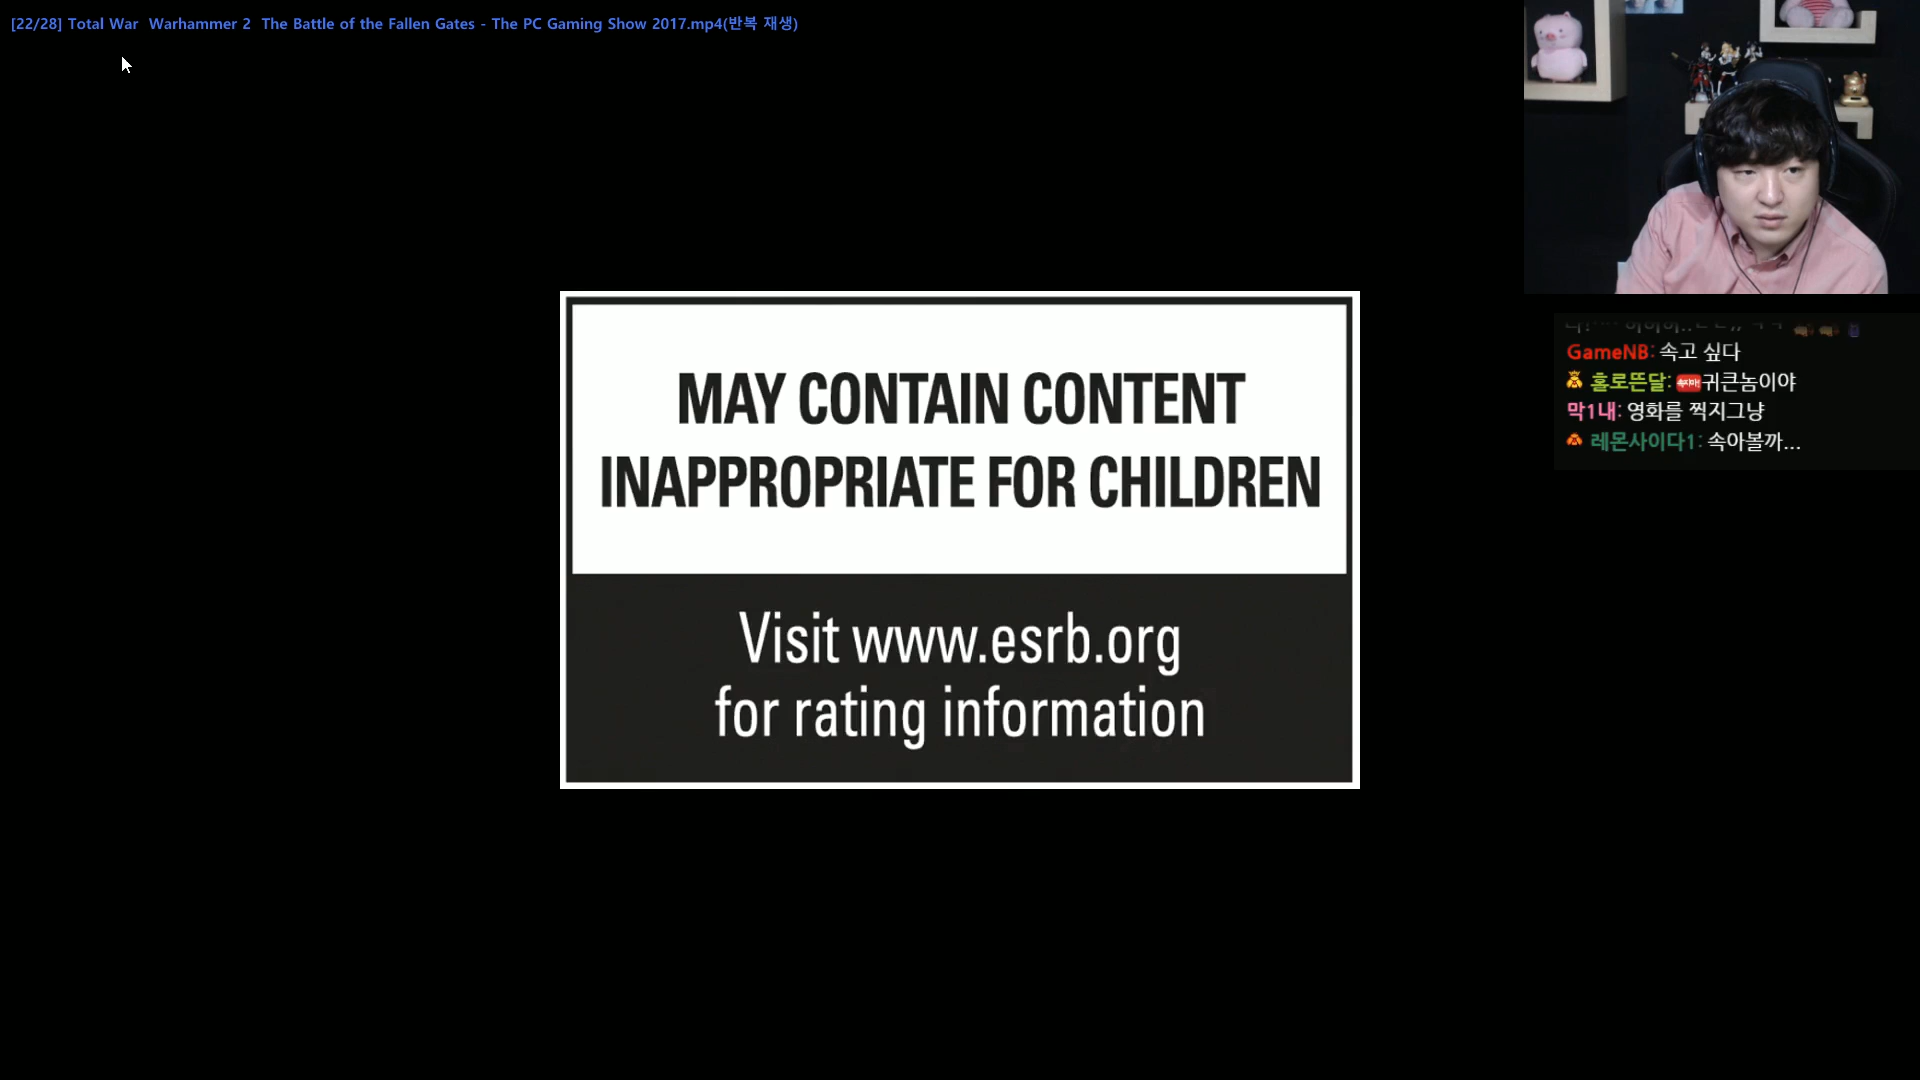 [22/28] Total War  Warhammer 2  The Battle of the Fallen Gates - The PC Gaming Show 2017.mp4(반복 재생)
MAY CONTAIN CONTENT
INAPPROPRIATE FOR CHILDREN
Visit www.esrb.org
for rating information
GameNB: 속고 싶다
홀로뜬달: 귀큰놈이야
막1내: 영화를 찍지그냥
레몬사이다1: 속아볼까...